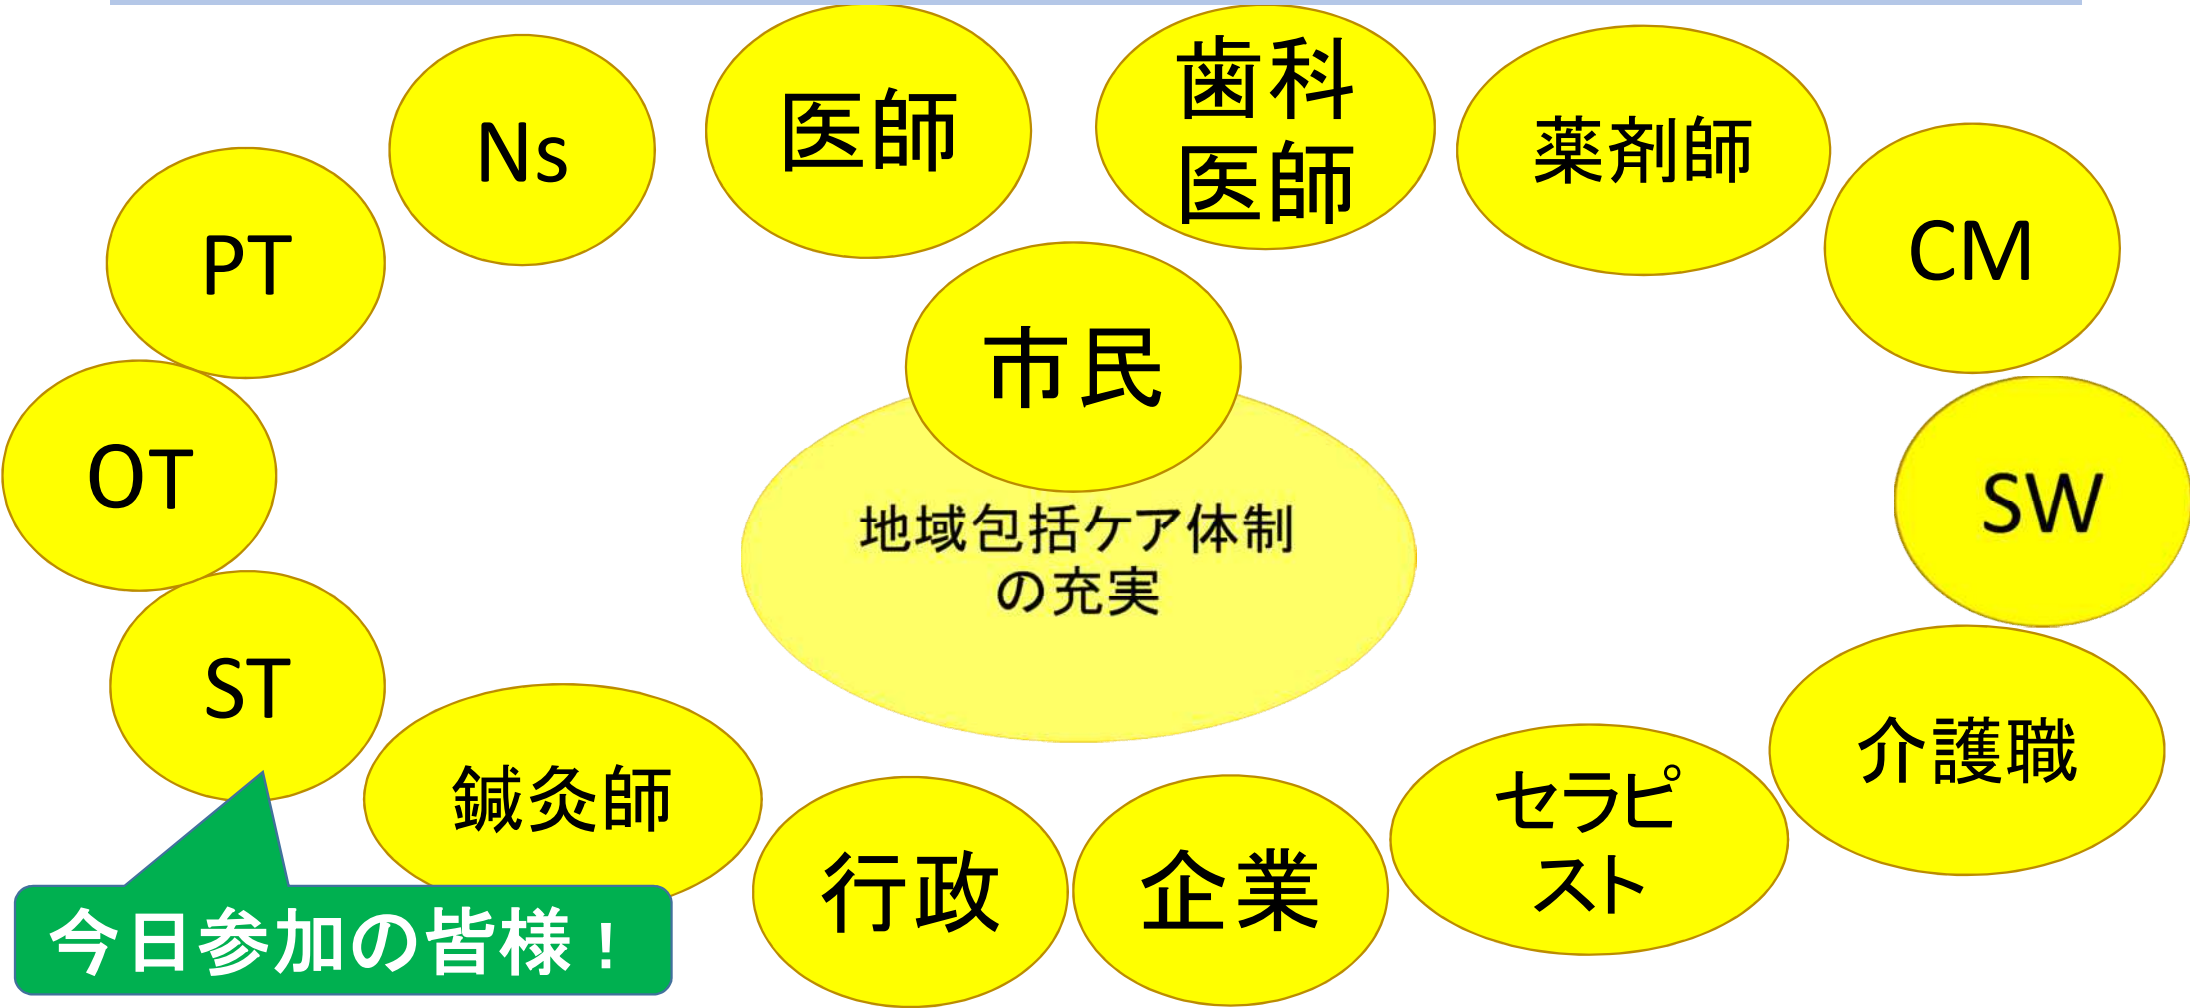 Ns
医師
歯科
医師
薬剤師
PT
CM
市民
OT
SW
地域包括ケア体制
の充実
ST
鍼灸師
介護職
セラピ
スト
行政
企業
今日参加の皆様！